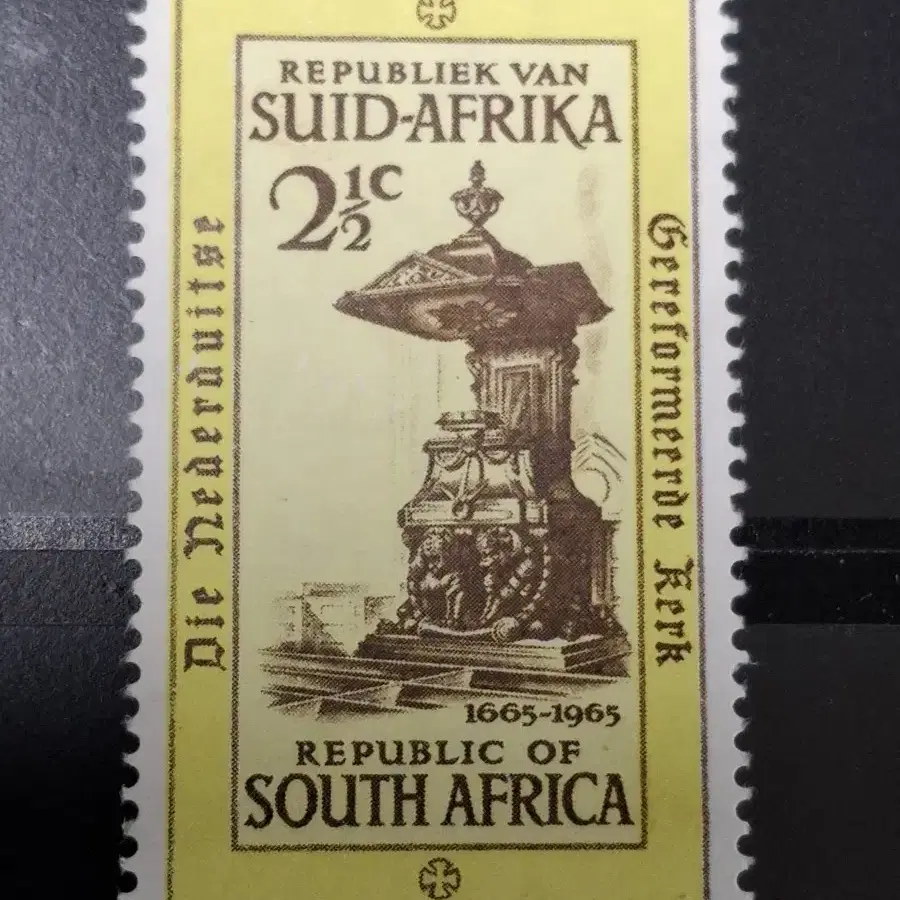 REPUBLIEK VAN
SUID-AFRIKA
2½C
Die Nederduitse
Gereformeerde Kerk
1665-1965
REPUBLIC OF
SOUTH AFRICA